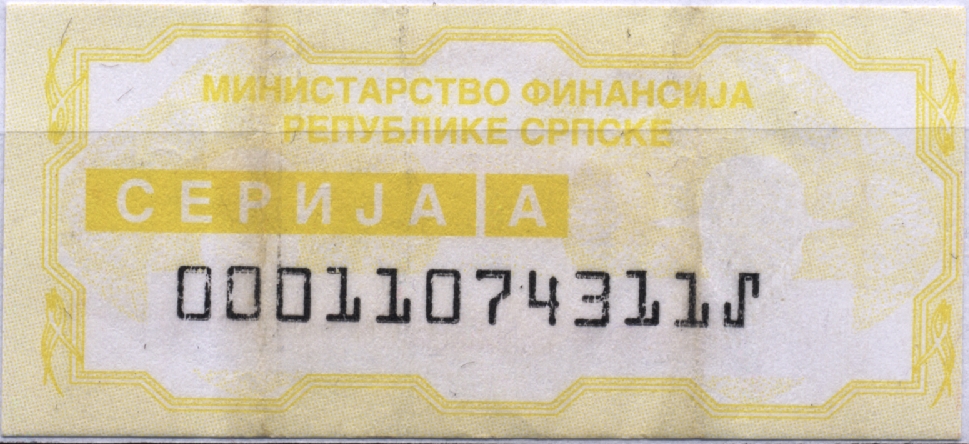 МИНИСТАРСТВО ФИНАНСИЈА
РЕПУБЛИКЕ СРПСКЕ
СЕРИЈА А
00011074311⑀